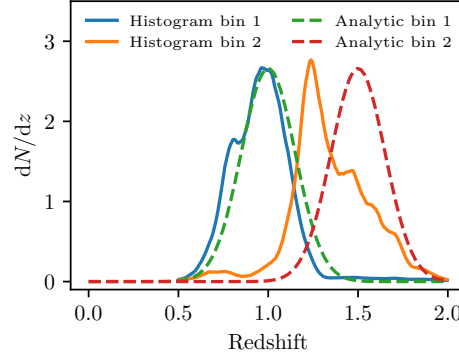 Histogram bin 1 Analytic bin 1
Histogram bin 2 Analytic bin 2
3
2
1
0
dN/dz
0.0 0.5 1.0 1.5 2.0
Redshift